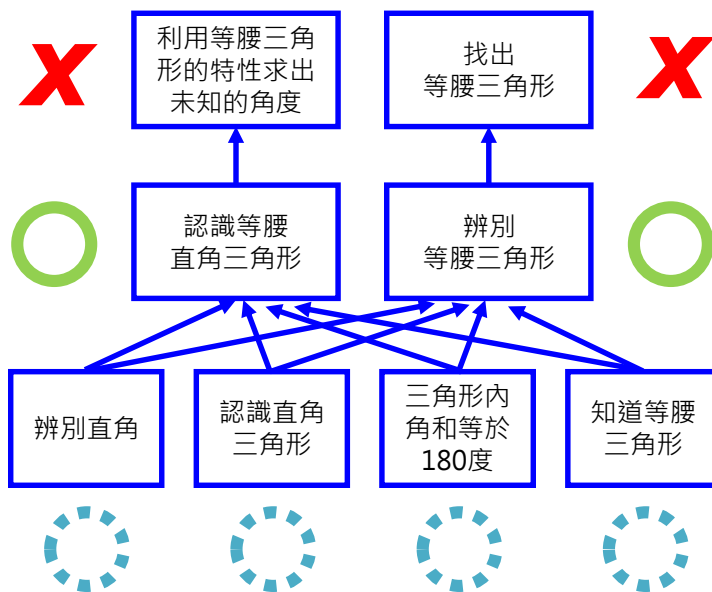 利用等腰三角
形的特性求出
未知的角度
找出
等腰三角形
認識等腰
直角三角形
辨別
等腰三角形
辨別直角
認識直角
三角形
三角形內
角和等於
180度
知道等腰
三角形